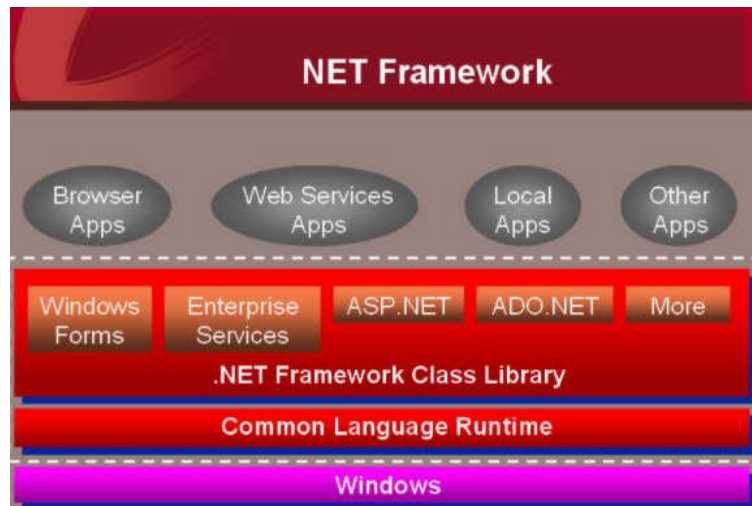 NET Framework
Browser
Apps
Web Services
Apps
Local
Apps
Other
Apps
Windows
Forms
Enterprise
Services
ASP.NET
ADO.NET
More
.NET Framework Class Library
Common Language Runtime
Windows